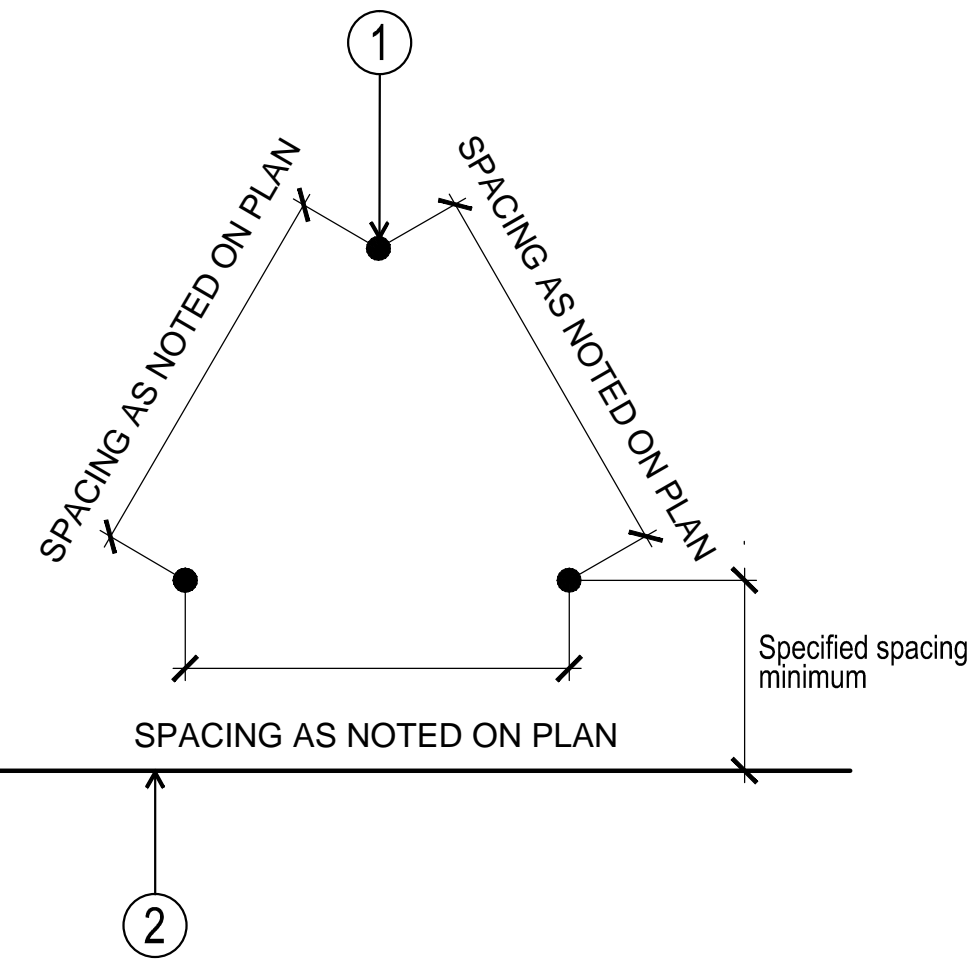 1
SPACING AS NOTED ON PLAN
SPACING AS NOTED ON PLAN
Specified spacing
minimum
SPACING AS NOTED ON PLAN
2